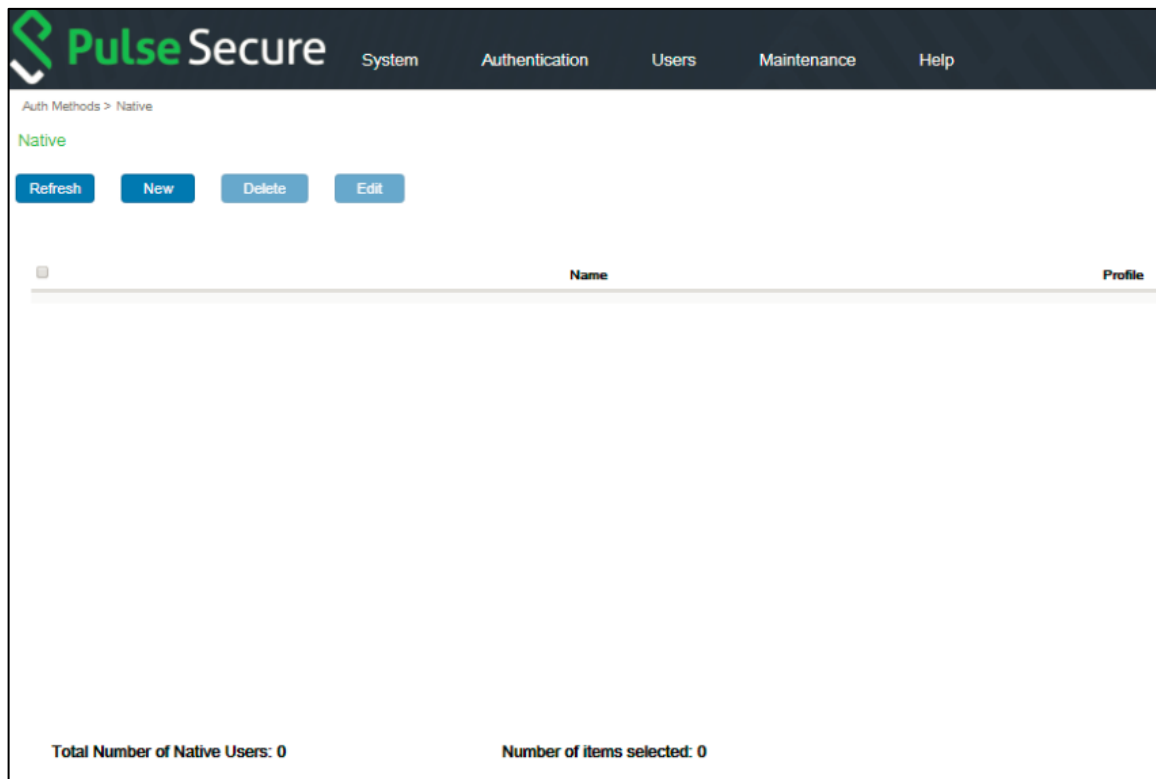 Pulse Secure System Authentication Users Maintenance Help
Auth Methods > Native
Native
Refresh New Delete Edit
Name Profile
Total Number of Native Users: 0 Number of items selected: 0